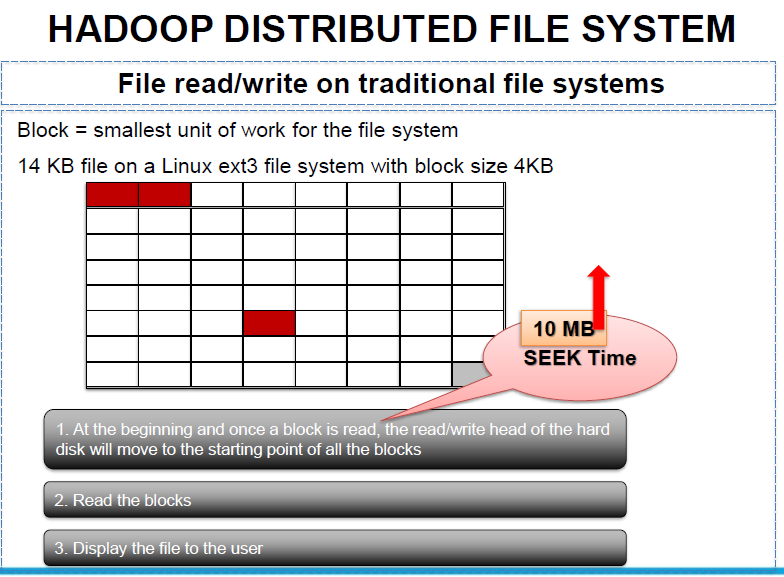 HADOOP DISTRIBUTED FILE SYSTEM
File read/write on traditional file systems
Block = smallest unit of work for the file system
14 KB file on a Linux ext3 file system with block size 4KB
10 MB
SEEK Time
1. At the beginning and once a block is read, the read/write head of the hard
disk will move to the starting point of all the blocks
2. Read the blocks
3. Display the file to the user